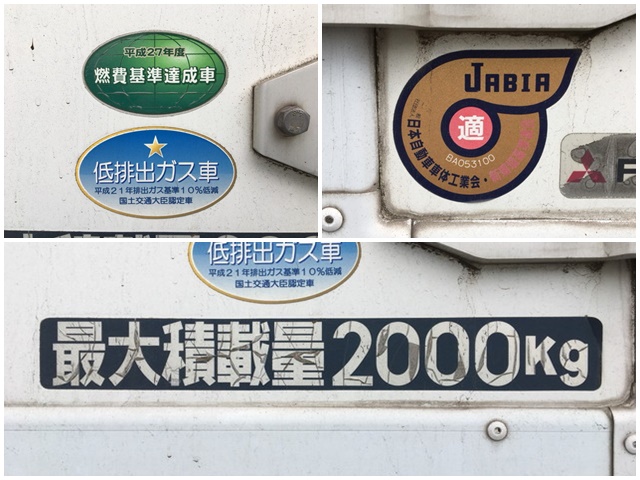 平成27年度
燃費基準達成車
低排出ガス車
平成21年排出ガス基準10%低減
国土交通大臣認定車
JABIA
適
BA053100
日本自動車車体工業会・
低排出ガス車
平成21年排出ガス基準10%低減
国土交通大臣認定車
最大積載量2000Kg